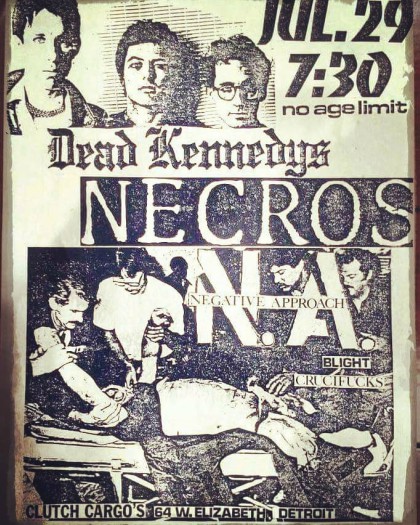 JUL. 29
7:30
no age limit
Dead Kennedys
NECROS
N.A.
NEGATIVE APPROACH
BLIGHT
CRUCIFUCKS
CLUTCH CARGO'S 64 W. ELIZABETH DETROIT